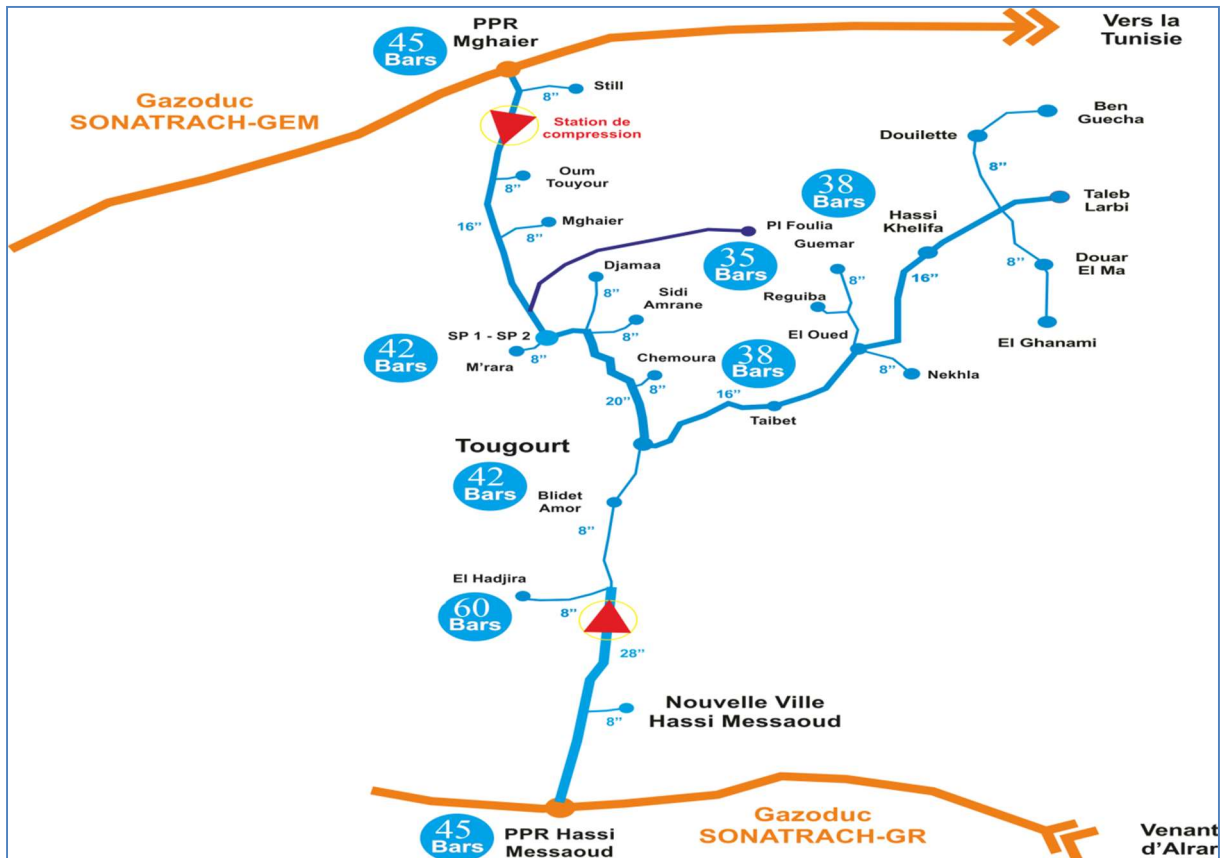 PPR
Mghaier
45
Bars
Vers la
Tunisie
Gazoduc
SONATRACH-GEM
Still
8”
Station de
compression
Ben
Guecha
Douilette
8”
Oum
Touyour
8”
38
Bars
Taleb
Larbi
Hassi
Khelifa
16”
Mghaier
8”
PI Foulia
Guemar
35
Bars
Djamaa
8”
8”
Douar
El Ma
8”
16”
Reguiba
Sidi
Amrane
8”
SP 1 - SP 2
El Oued
El Ghanami
42
Bars
M’rara
8”
Chemoura
8”
38
Bars
8”
Nekhla
20”
16”
Taibet
Tougourt
42
Bars
Blidet
Amor
8”
El Hadjira
60
Bars
8”
28”
Nouvelle Ville
Hassi Messaoud
8”
Gazoduc
SONATRACH-GR
45
Bars
PPR Hassi
Messaoud
Venant
d’Alrar